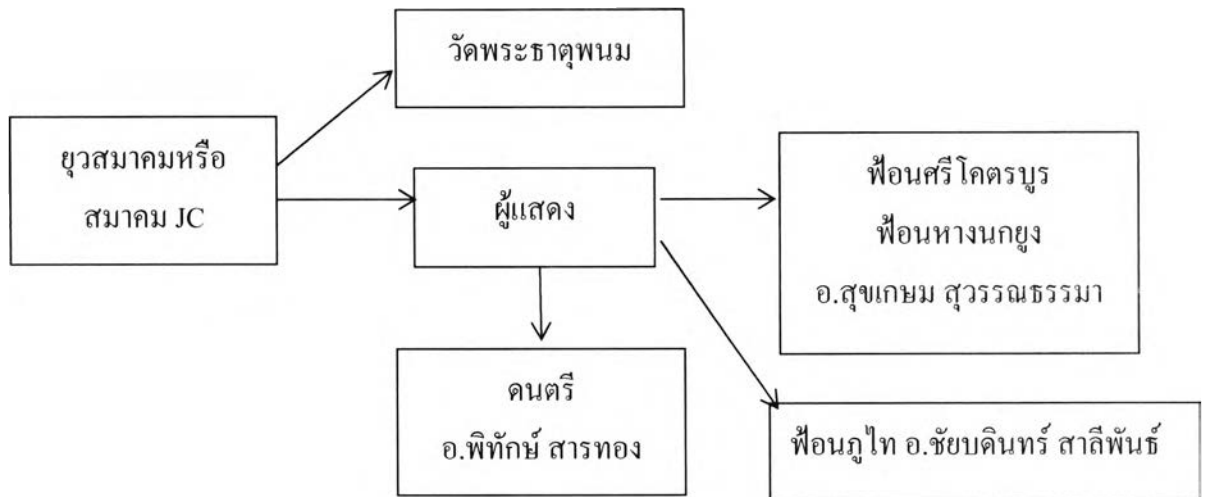 วัดพระธาตุพนม
ยุวสมาคมหรือ
สมาคม JC
ผู้แสดง
ฟ้อนศรีโคตรบูร
ฟ้อนหางนกยูง
อ.สุขเกษม สุวรรณธรรมา
ดนตรี
อ.พิทักษ์ สารทอง
ฟ้อนภูไท อ.ชัยบดินทร์ สาลีพันธ์